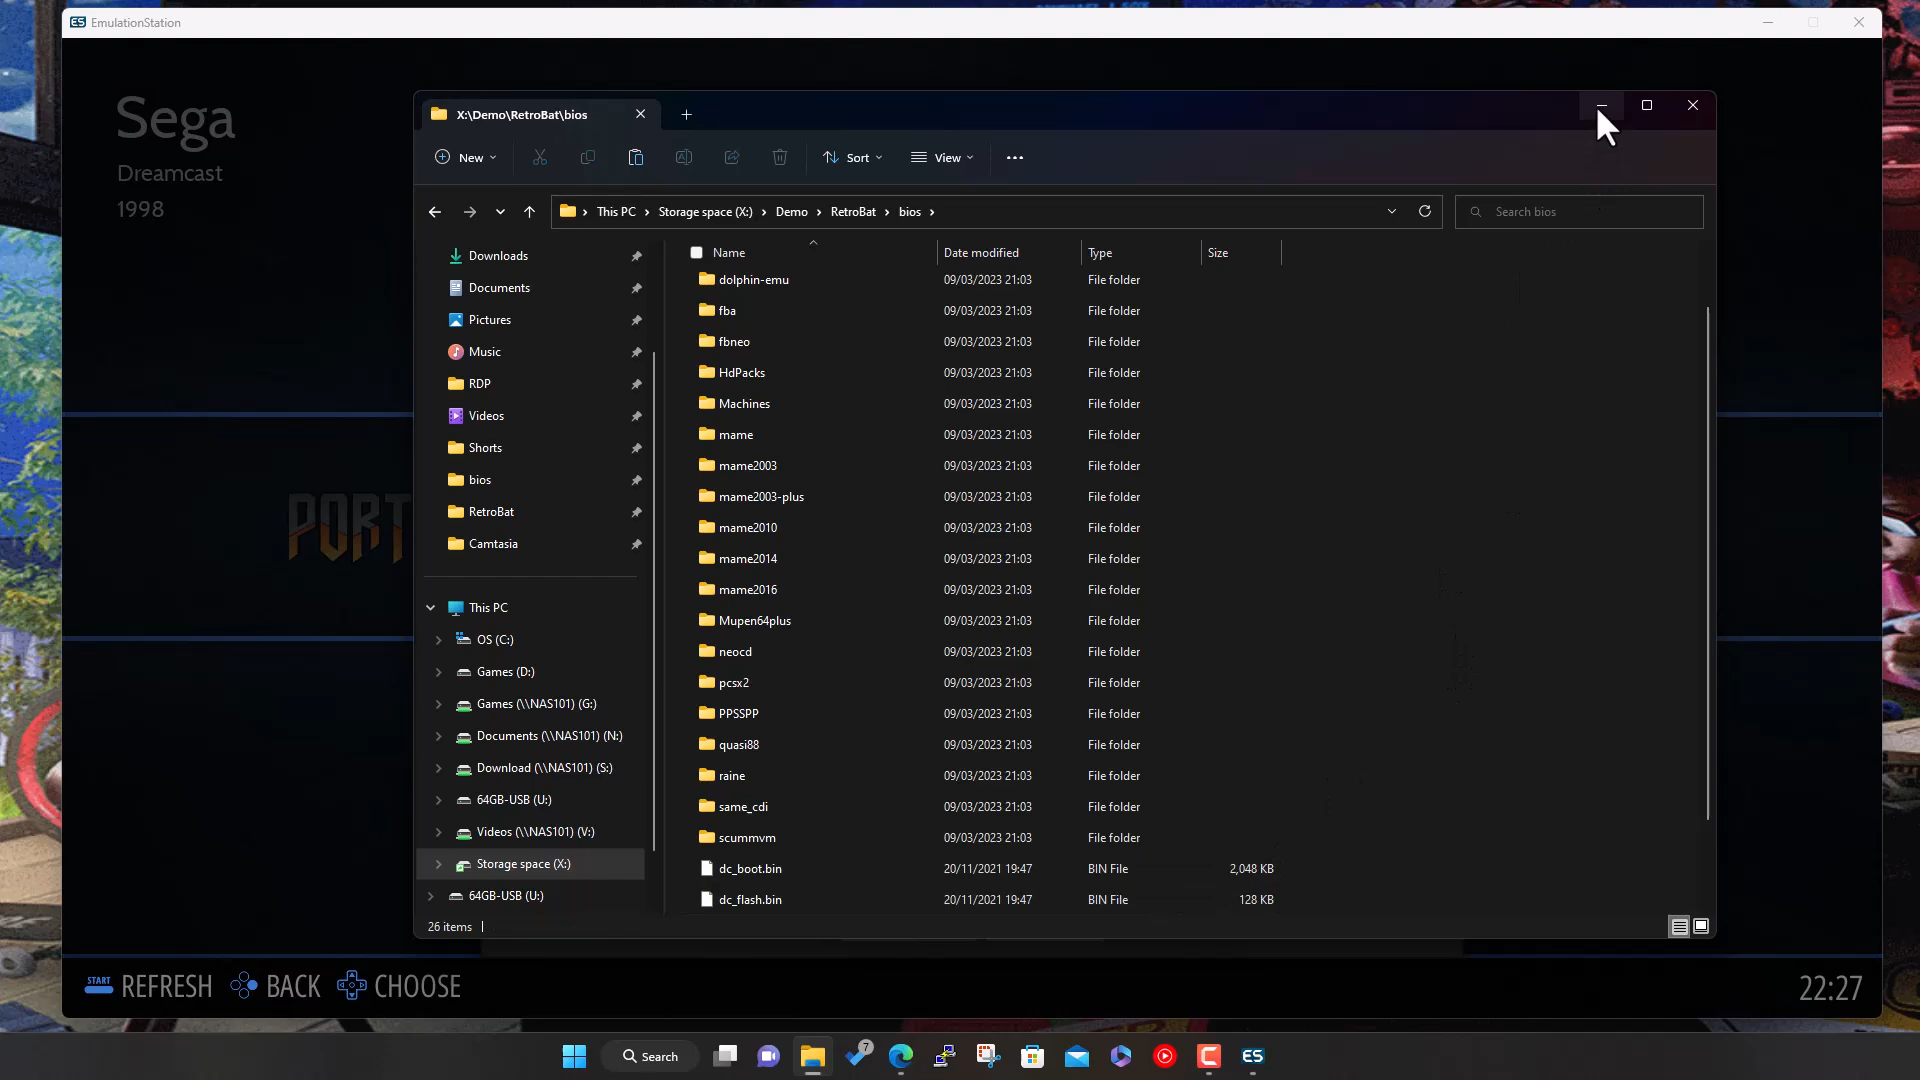 EmulationStation
Sega
Dreamcast
1998
X:\Demo\RetroBat\bios
New
Sort
View
This PC
Storage space (X:)
Demo
RetroBat
bios
Search bios
Name
Date modified
Type
Size
Downloads
Documents
Pictures
Music
RDP
Videos
Shorts
bios
RetroBat
Camtasia
This PC
OS (C:)
Games (D:)
Games (\\NAS101) (G:)
Documents (\\NAS101) (N:)
Download (\\NAS101) (S:)
64GB-USB (U:)
Videos (\\NAS101) (V:)
Storage space (X:)
64GB-USB (U:)
dolphin-emu 09/03/2023 21:03 File folder
fba 09/03/2023 21:03 File folder
fbneo 09/03/2023 21:03 File folder
HdPacks 09/03/2023 21:03 File folder
Machines 09/03/2023 21:03 File folder
mame 09/03/2023 21:03 File folder
mame2003 09/03/2023 21:03 File folder
mame2003-plus 09/03/2023 21:03 File folder
mame2010 09/03/2023 21:03 File folder
mame2014 09/03/2023 21:03 File folder
mame2016 09/03/2023 21:03 File folder
Mupen64plus 09/03/2023 21:03 File folder
neocd 09/03/2023 21:03 File folder
pcsx2 09/03/2023 21:03 File folder
PPSSPP 09/03/2023 21:03 File folder
quasi88 09/03/2023 21:03 File folder
raine 09/03/2023 21:03 File folder
same_cdi 09/03/2023 21:03 File folder
scummvm 09/03/2023 21:03 File folder
dc_boot.bin 20/11/2021 19:47 BIN File 2,048 KB
dc_flash.bin 20/11/2021 19:47 BIN File 128 KB
26 items
PORT
START REFRESH BACK CHOOSE
22:27
Search
7
ES